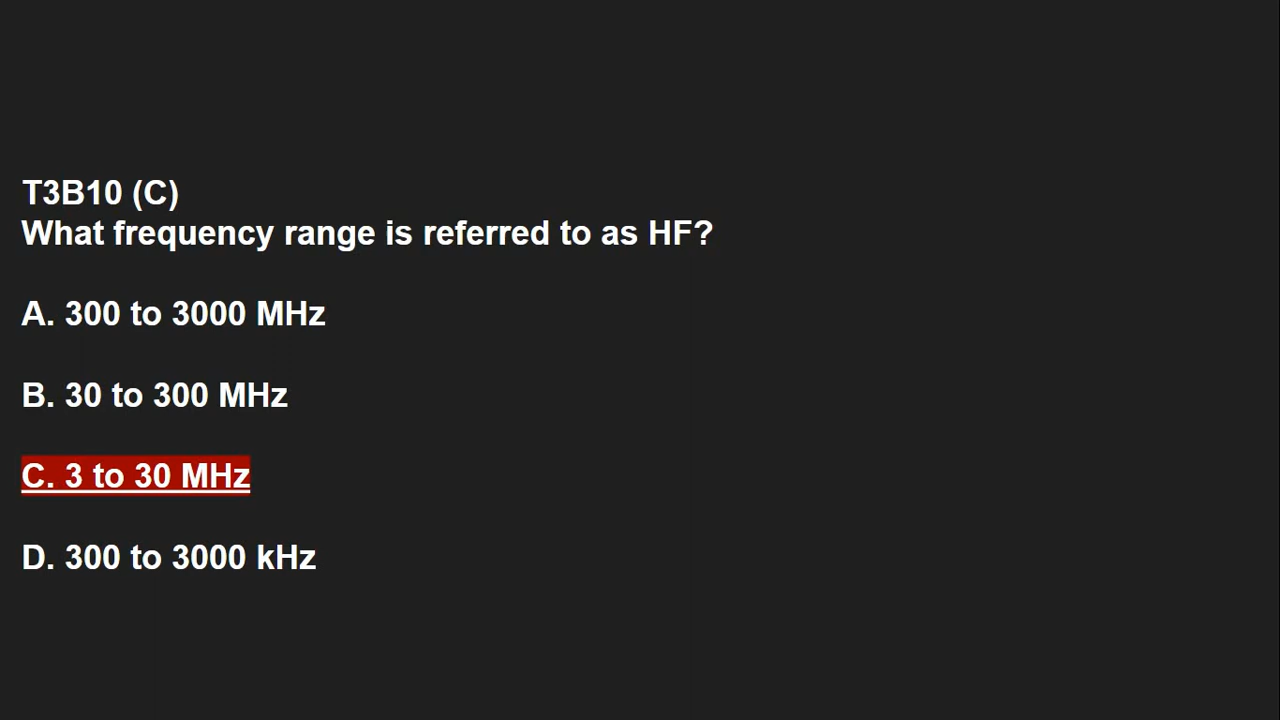 T3B10 (C)
What frequency range is referred to as HF?
A. 300 to 3000 MHz
B. 30 to 300 MHz
C. 3 to 30 MHz
D. 300 to 3000 kHz